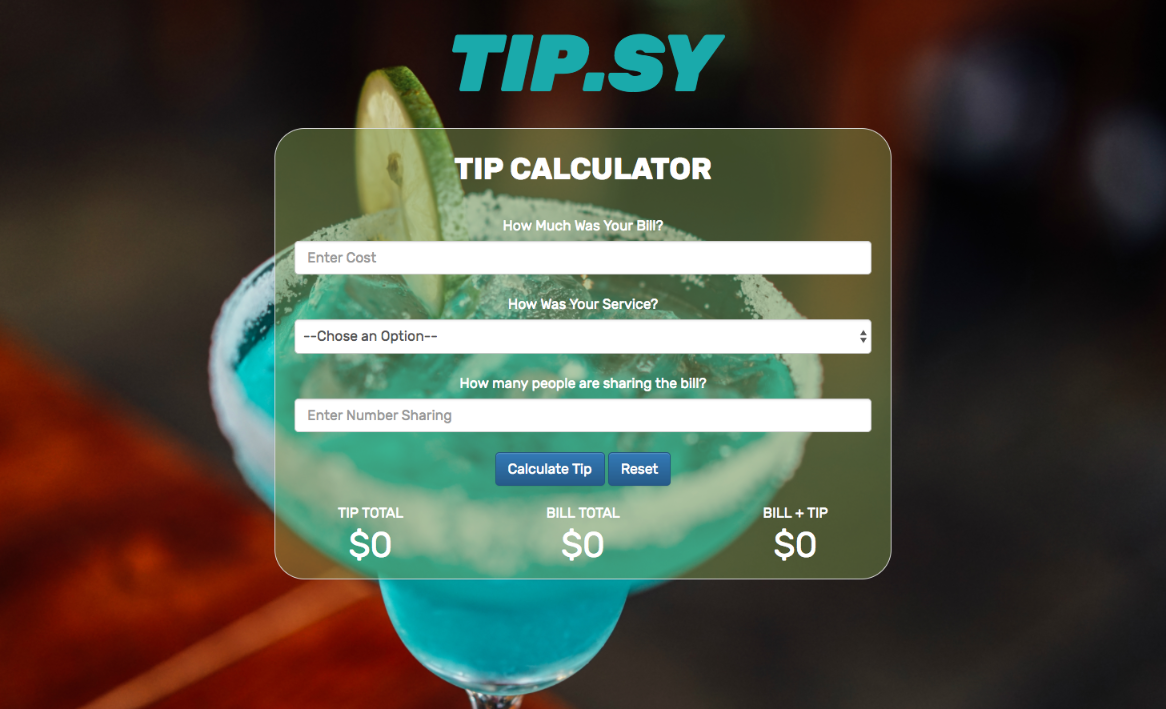 TIP.SY
TIP CALCULATOR
How Much Was Your Bill?
Enter Cost
How Was Your Service?
--Chose an Option--
How many people are sharing the bill?
Enter Number Sharing
Calculate Tip Reset
TIP TOTAL BILL TOTAL BILL + TIP
$0 $0 $0